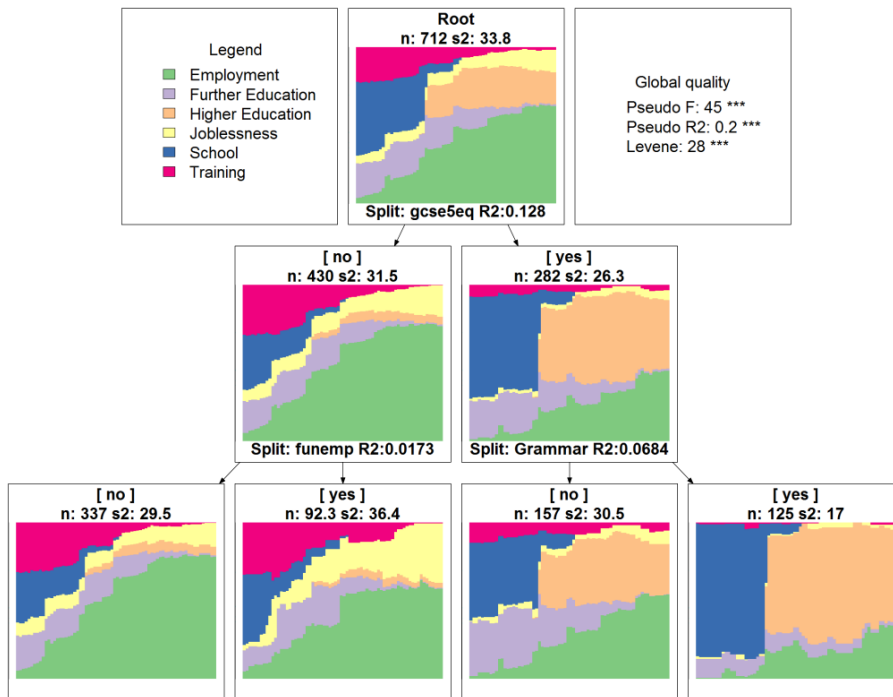 Legend
Employment
Further Education
Higher Education
Joblessness
School
Training
Root
n: 712 s2: 33.8
Split: gcse5eq R2:0.128
Global quality
Pseudo F: 45 ***
Pseudo R2: 0.2 ***
Levene: 28 ***
[ no ]
n: 430 s2: 31.5
Split: funemp R2:0.0173
[ yes ]
n: 282 s2: 26.3
Split: Grammar R2:0.0684
[ no ]
n: 337 s2: 29.5
[ yes ]
n: 92.3 s2: 36.4
[ no ]
n: 157 s2: 30.5
[ yes ]
n: 125 s2: 17